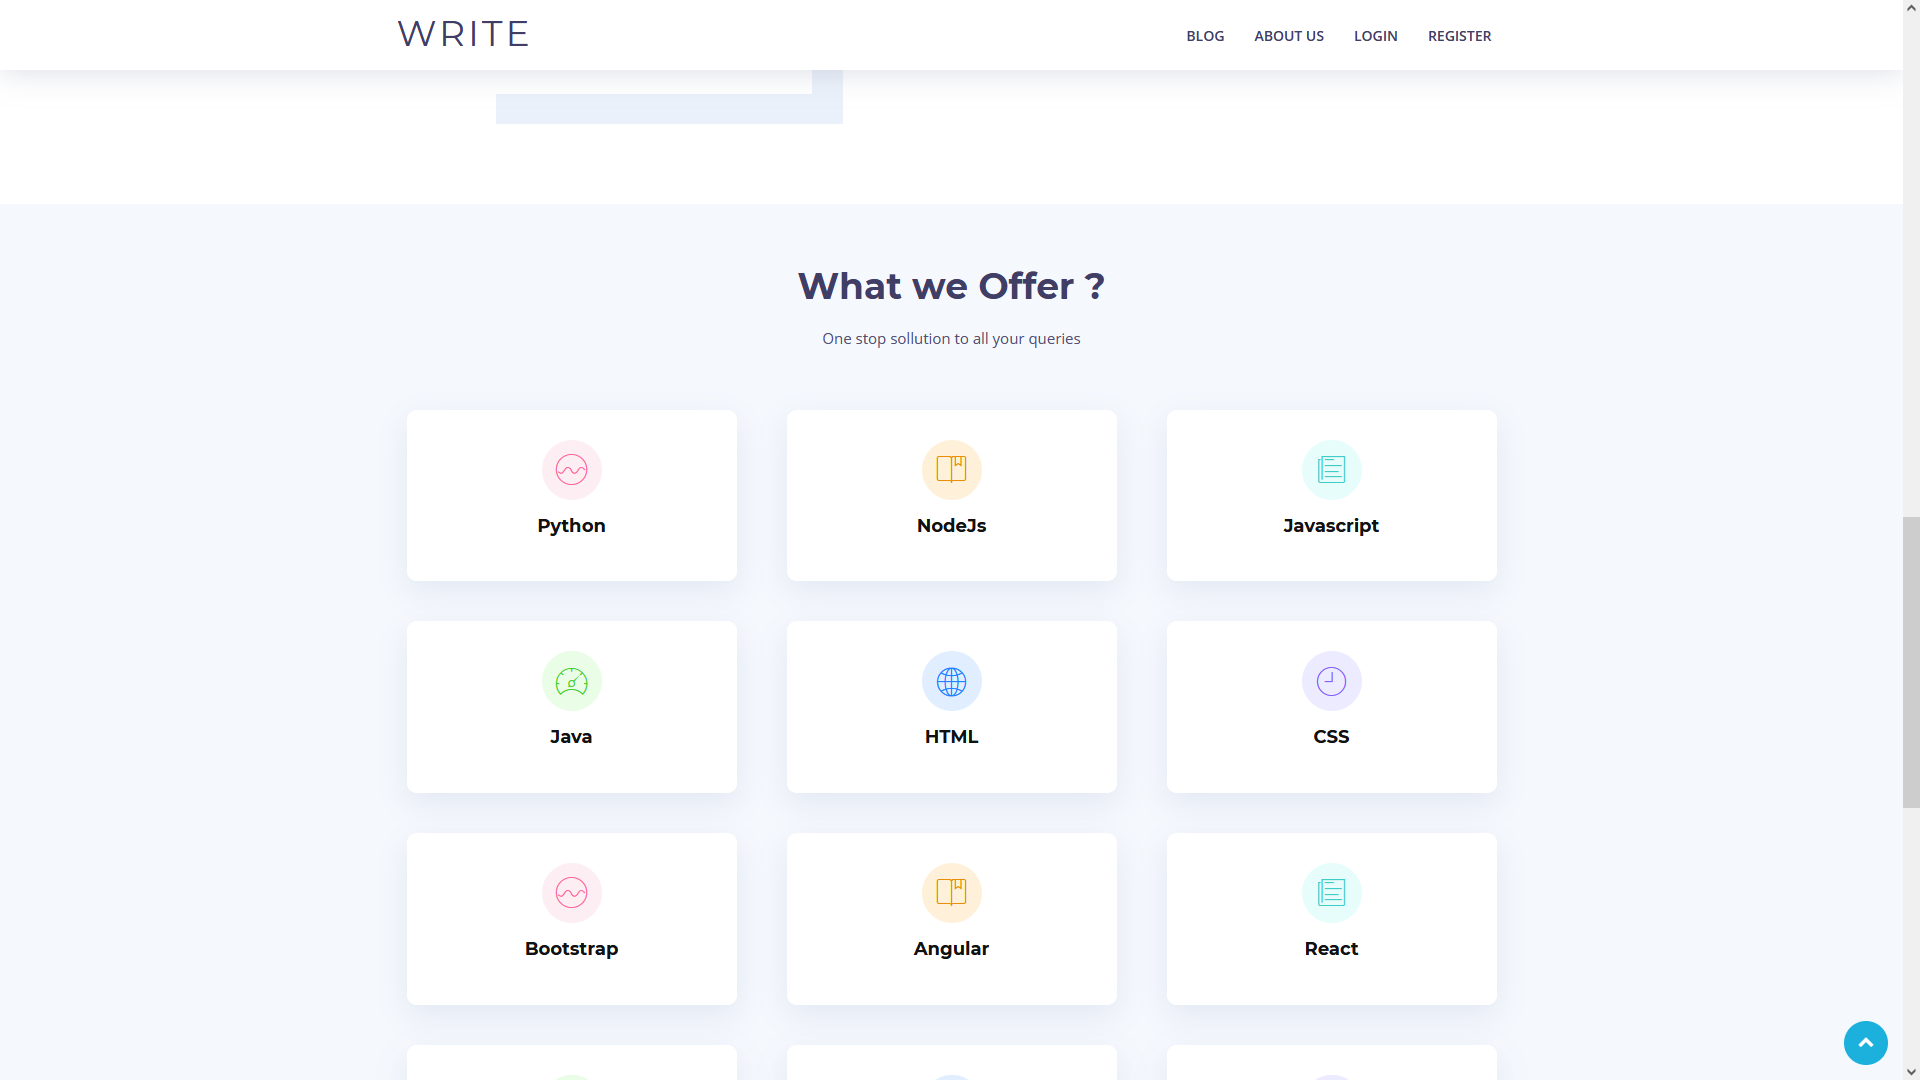 WRITE
BLOG ABOUT US LOGIN REGISTER
What we Offer ?
One stop sollution to all your queries
Python
NodeJs
Javascript
Java
HTML
CSS
Bootstrap
Angular
React